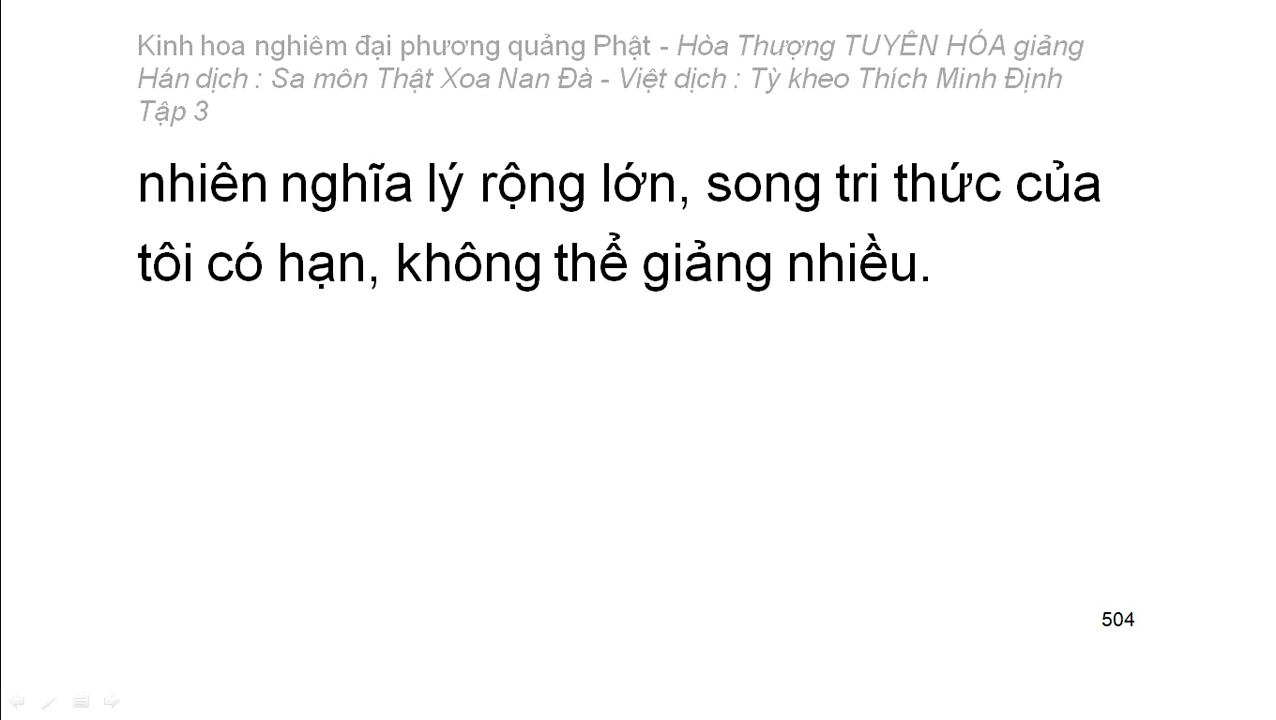 Kinh hoa nghiêm đại phương quảng Phật - Hòa Thượng TUYÊN HÓA giảng
Hán dịch : Sa môn Thật Xoa Nan Đà - Việt dịch : Tỳ kheo Thích Minh Định
Tập 3
nhiên nghĩa lý rộng lớn, song tri thức của
tôi có hạn, không thể giảng nhiều.
504